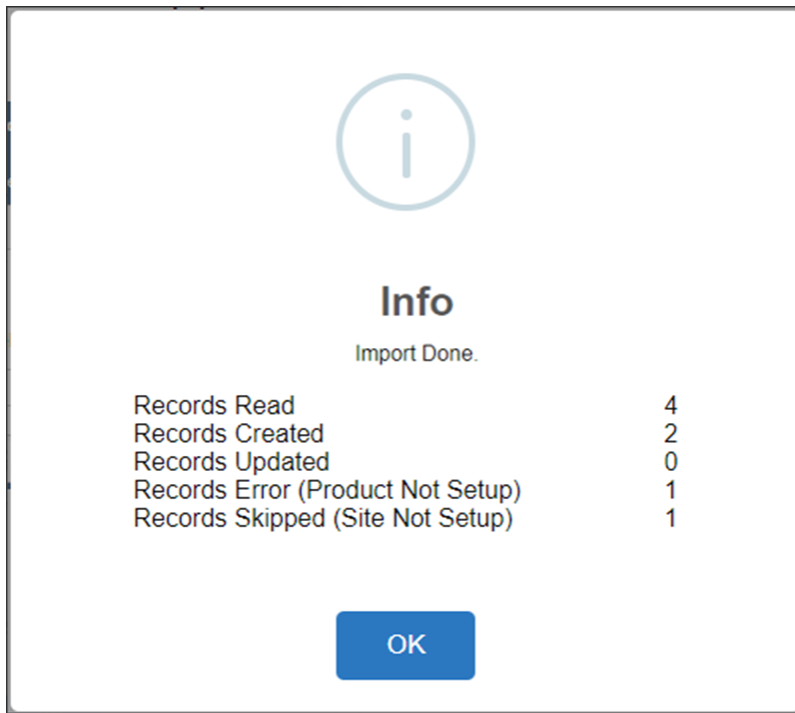 Info
Import Done.
Records Read 4
Records Created 2
Records Updated 0
Records Error (Product Not Setup) 1
Records Skipped (Site Not Setup) 1
OK